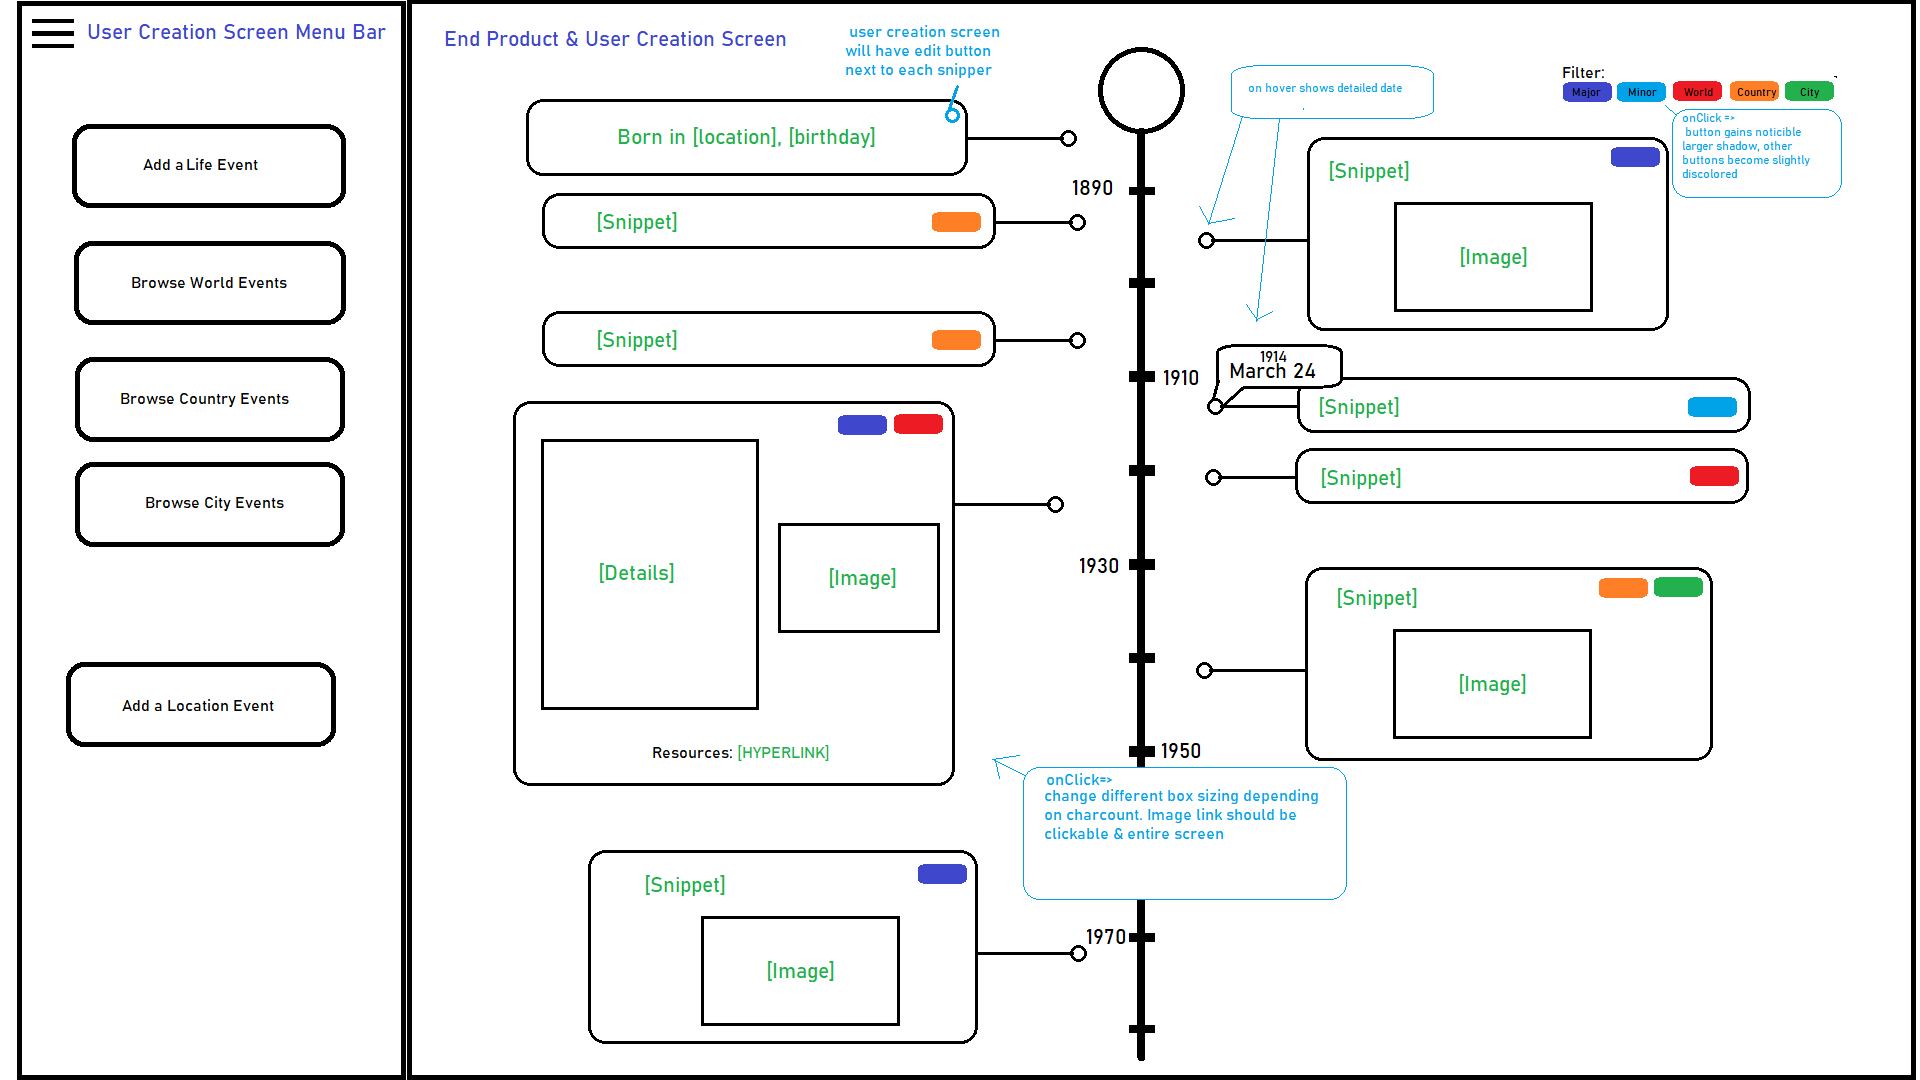 User Creation Screen Menu Bar
Add a Life Event
Browse World Events
Browse Country Events
Browse City Events
Add a Location Event
End Product & User Creation Screen
user creation screen
will have edit button
next to each snipper
Born in [location], [birthday]
[Snippet]
[Snippet]
[Details]
[Image]
Resources: [HYPERLINK]
[Snippet]
[Image]
1890
1910
1930
1950
1970
onClick=>
change different box sizing depending
on charcount. Image link should be
clickable & entire screen
on hover shows detailed date
Filter:
Major Minor World Country City
onClick =>
button gains noticible
larger shadow, other
buttons become slightly
discolored
[Snippet]
[Image]
1914
March 24
[Snippet]
[Snippet]
[Snippet]
[Image]